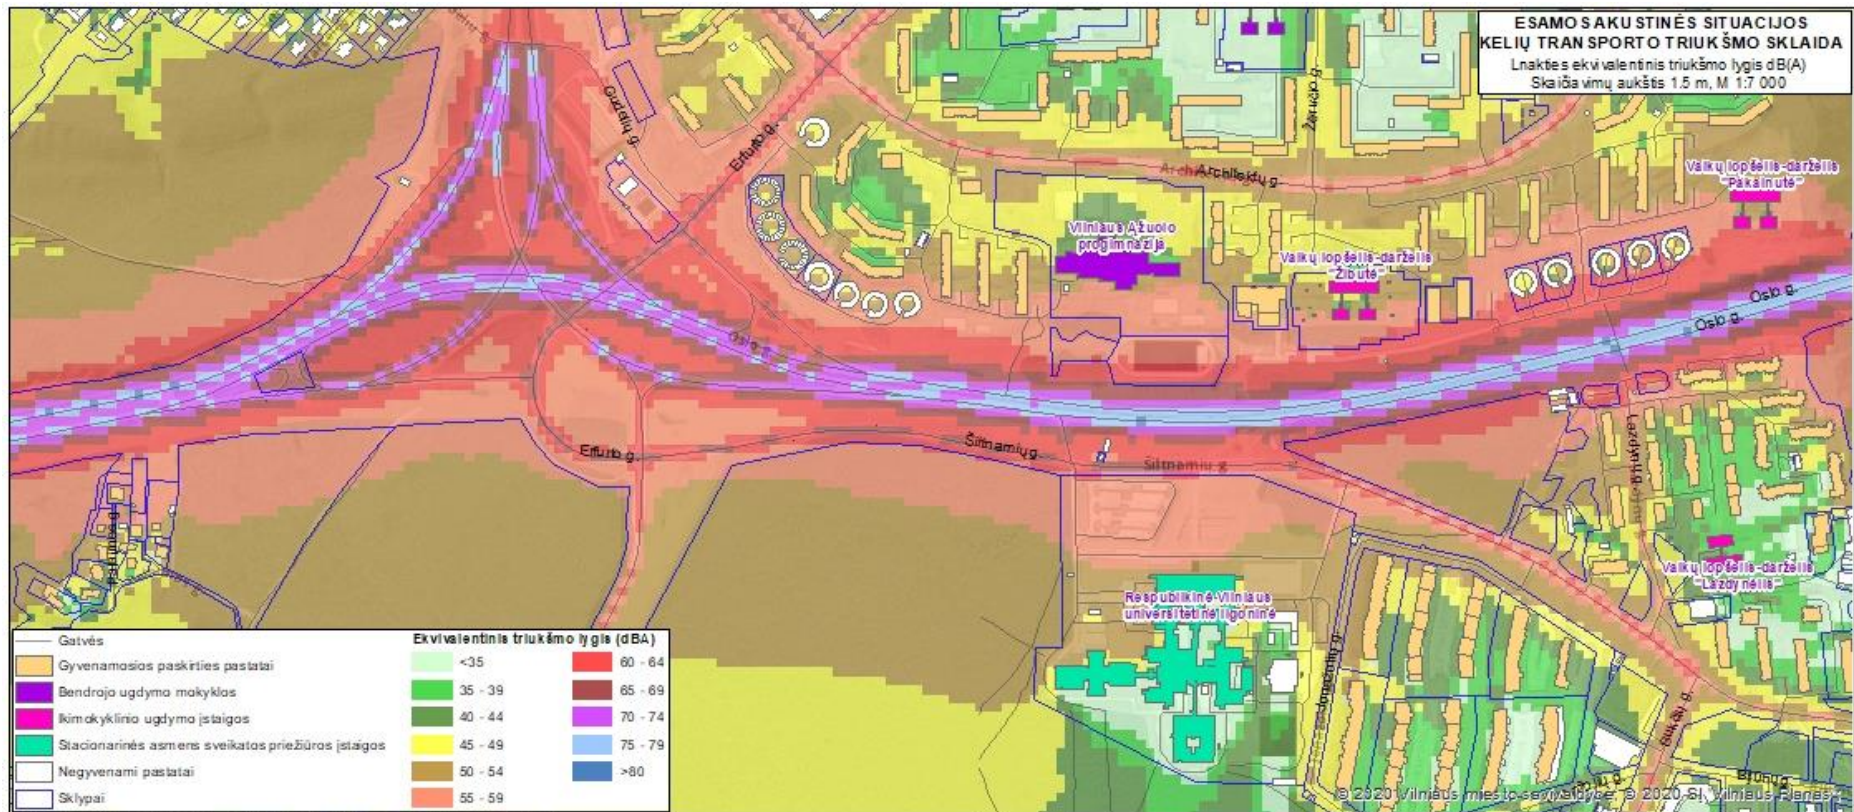 ESAMOS AKUSTINĖS SITUACIJOS
KELIŲ TRANSPORTO TRIUKŠMO SKLAIDA
Lnakties ekvivalentinis triukšmo lygis dB(A)
Skaičiavimų aukštis 1.5 m, M 1:7 000
Gudelių g.
Erfurto g.
Žėručio g.
Architektų g.
Vaikų lopšelis-darželis
"Pakalnutė"
Vilniaus Ąžuolo
progimnazija
Vaikų lopšelis-darželis
"Žibutė"
Oslo g.
Oslo g.
Oslo g.
Erfurto g.
Šiltnamių g.
Šiltnamių g.
Lazdynų g.
Vaikų lopšelis-darželis
"Lazdynėlis"
Respublikinė Vilniaus
universitetinė ligoninė
Bukčių g.
Gatvės
Gyvenamosios paskirties pastatai
Bendrojo ugdymo mokyklos
Ikimokyklinio ugdymo įstaigos
Stacionarinės asmens sveikatos priežiūros įstaigos
Negyvenami pastatai
Sklypai
Ekvivalentinis triukšmo lygis (dBA)
<35
35 - 39
40 - 44
45 - 49
50 - 54
55 - 59
60 - 64
65 - 69
70 - 74
75 - 79
>80
© 2020 Vilniaus miesto savivaldybė, © 2020 SĮ „Vilniaus Planas“